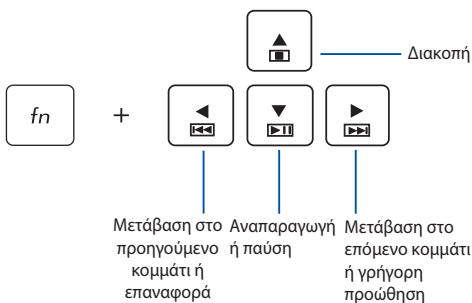 Διακοπή
fn
+
Μετάβαση στο
προηγούμενο
κομμάτι ή
επαναφορά
Αναπαραγωγή
ή παύση
Μετάβαση στο
επόμενο κομμάτι
ή γρήγορη
προώθηση